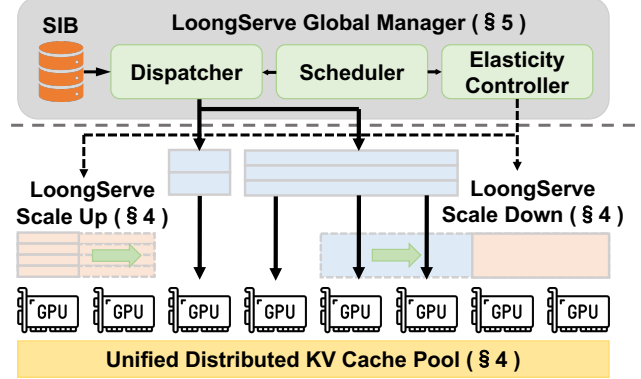 SIB
LoongServe Global Manager ( § 5 )
Dispatcher
Scheduler
Elasticity
Controller
LoongServe
Scale Up ( § 4 )
LoongServe
Scale Down ( § 4 )
GPU
GPU
GPU
GPU
GPU
GPU
GPU
GPU
Unified Distributed KV Cache Pool ( § 4 )